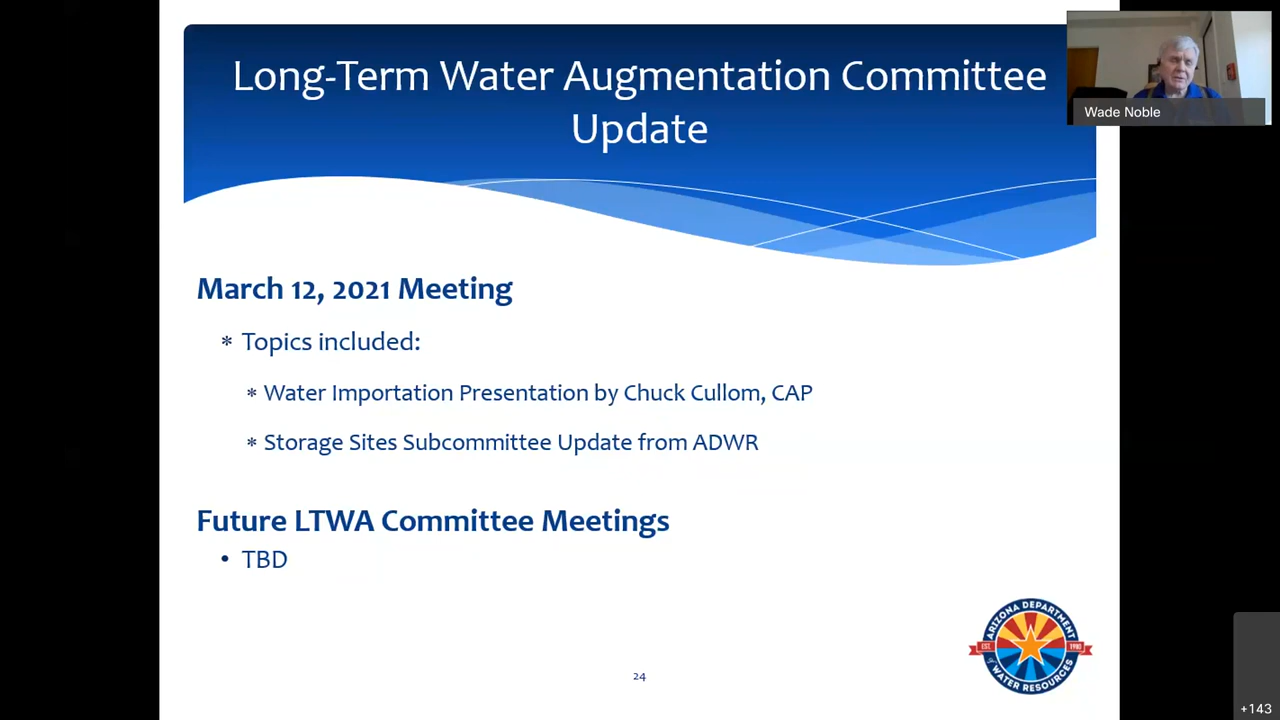 Long-Term Water Augmentation Committee
Update
Wade Noble
March 12, 2021 Meeting
* Topics included:
* Water Importation Presentation by Chuck Cullom, CAP
* Storage Sites Subcommittee Update from ADWR
Future LTWA Committee Meetings
• TBD
ARIZONA DEPARTMENT
EST. 1980
of WATER RESOURCES
24
+143